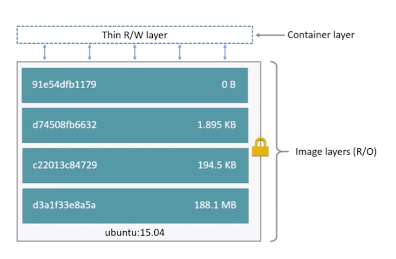 Thin R/W layer
Container layer
91e54dfb1179 0 B
d74508fb6632 1.895 KB
c22013c84729 194.5 KB
d3a1f33e8a5a 188.1 MB
Image layers (R/O)
ubuntu:15.04